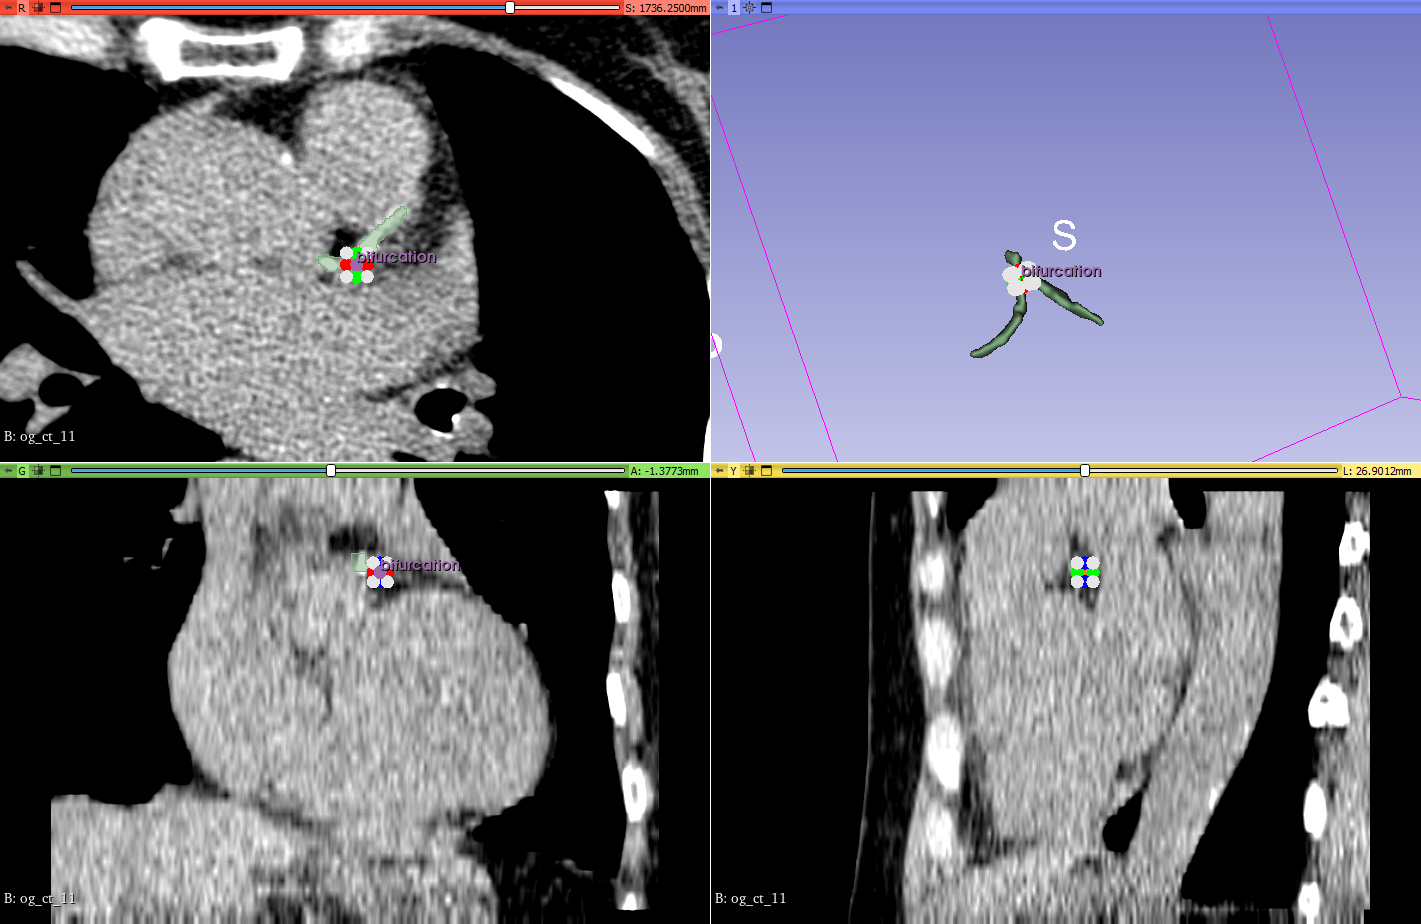 R
S: 1736.2500mm
1
bifurcation
S
bifurcation
B: og_ct_11
G
A: -1.3773mm
Y
L: 26.9012mm
bifurcation
B: og_ct_11
B: og_ct_11